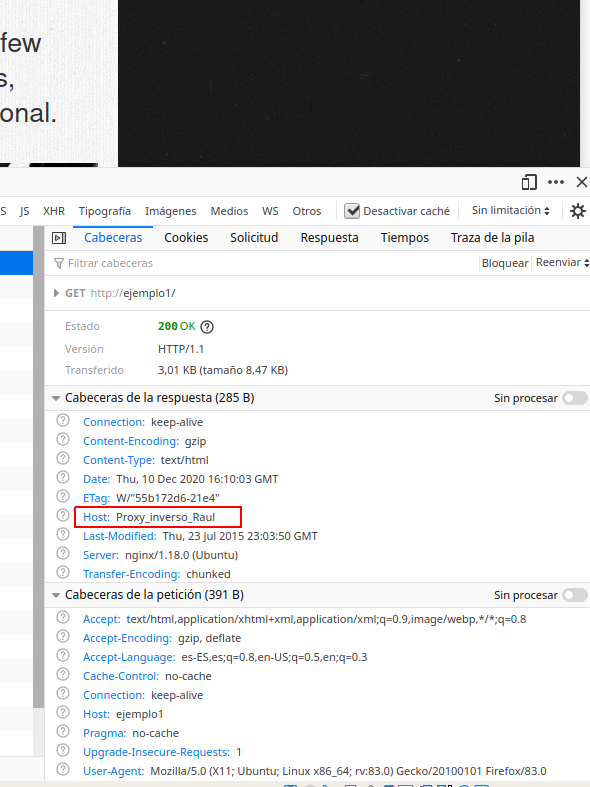 few
s,
onal.
S JS XHR Tipografía Imágenes Medios WS Otros Desactivar caché Sin limitación
Cabeceras Cookies Solicitud Respuesta Tiempos Traza de la pila
Filtrar cabeceras Bloquear Reenviar
GET http://ejemplo1/
Estado 200 OK
Versión HTTP/1.1
Transferido 3,01 KB (tamaño 8,47 KB)
Cabeceras de la respuesta (285 B) Sin procesar
Connection: keep-alive
Content-Encoding: gzip
Content-Type: text/html
Date: Thu, 10 Dec 2020 16:10:03 GMT
ETag: W/"55b172d6-21e4"
Host: Proxy_inverso_Raul
Last-Modified: Thu, 23 Jul 2015 23:03:50 GMT
Server: nginx/1.18.0 (Ubuntu)
Transfer-Encoding: chunked
Cabeceras de la petición (391 B) Sin procesar
Accept: text/html,application/xhtml+xml,application/xml;q=0.9,image/webp,*/*;q=0.8
Accept-Encoding: gzip, deflate
Accept-Language: es-ES,es;q=0.8,en-US;q=0.5,en;q=0.3
Cache-Control: no-cache
Connection: keep-alive
Host: ejemplo1
Pragma: no-cache
Upgrade-Insecure-Requests: 1
User-Agent: Mozilla/5.0 (X11; Ubuntu; Linux x86_64; rv:83.0) Gecko/20100101 Firefox/83.0